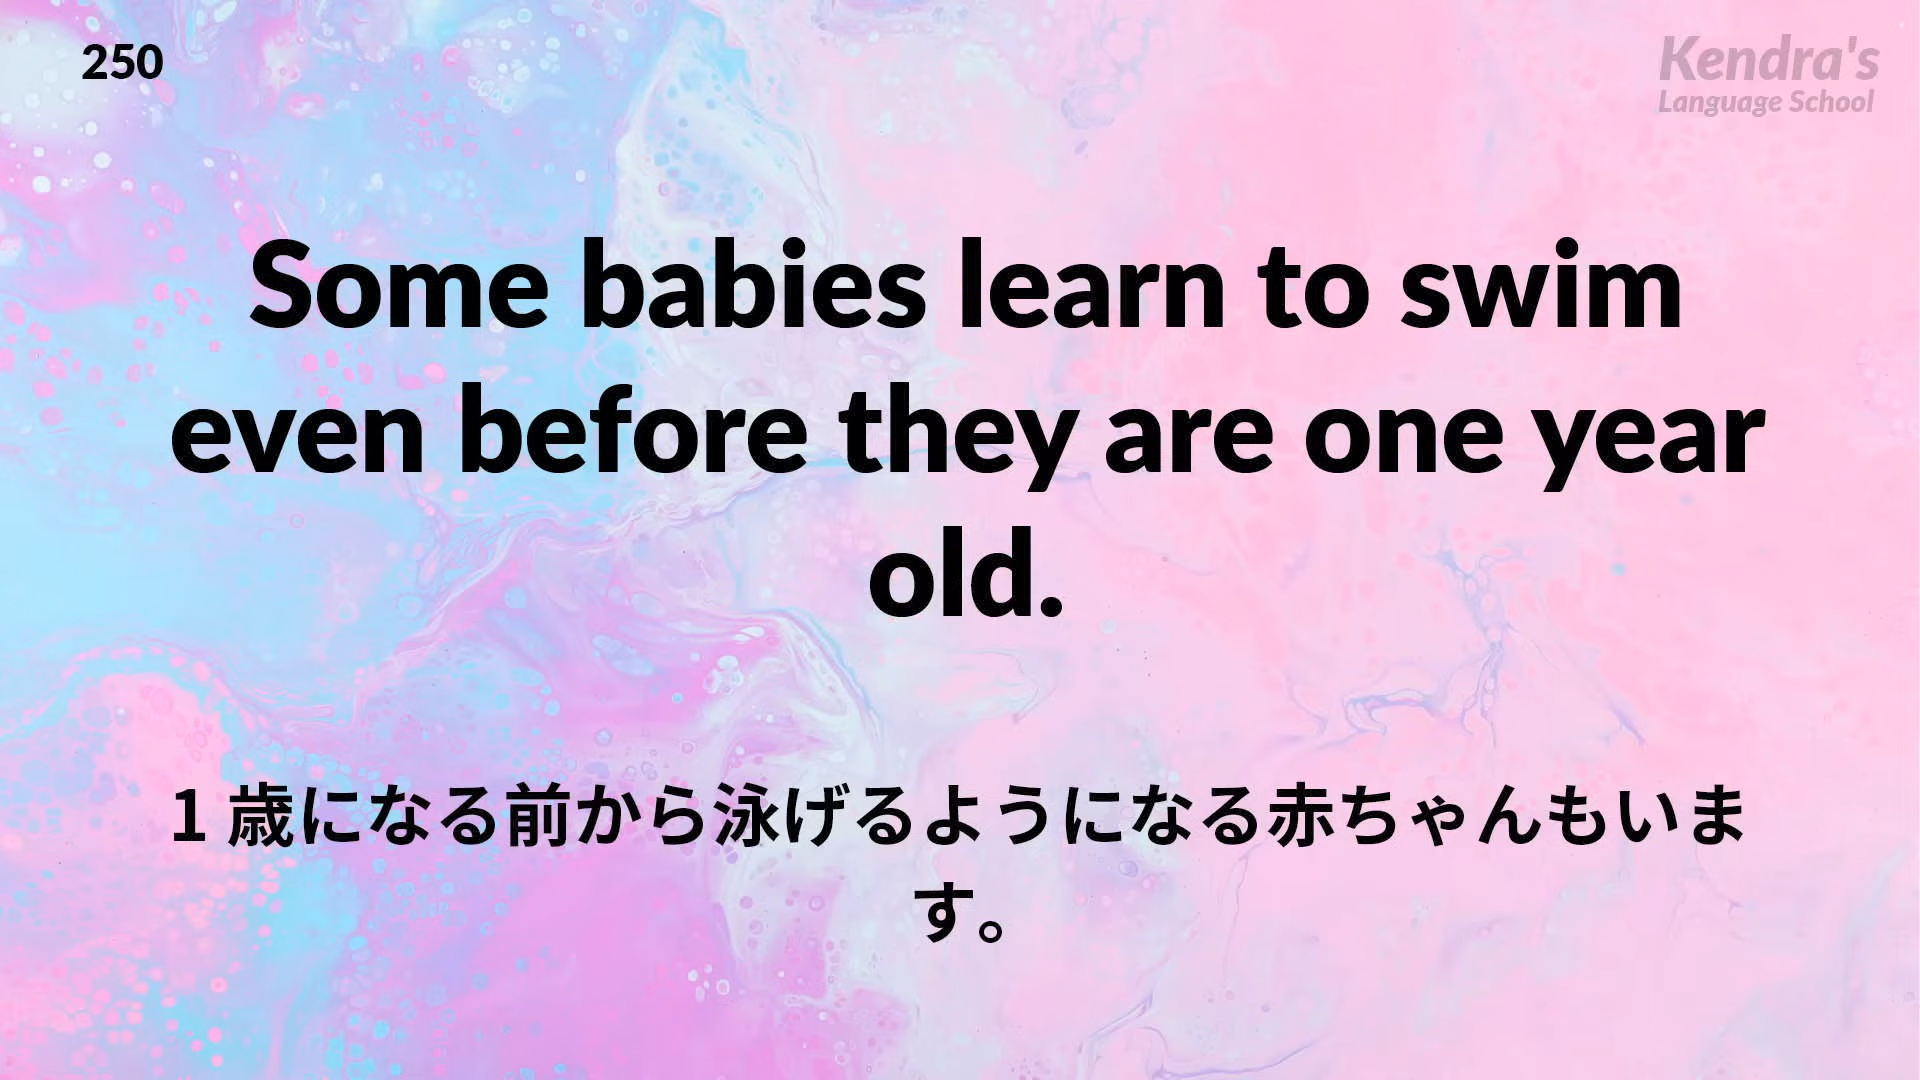 250
Kendra's
Language School
Some babies learn to swim
even before they are one year
old.
1 歳になる前から泳げるようになる赤ちゃんもいま
す。